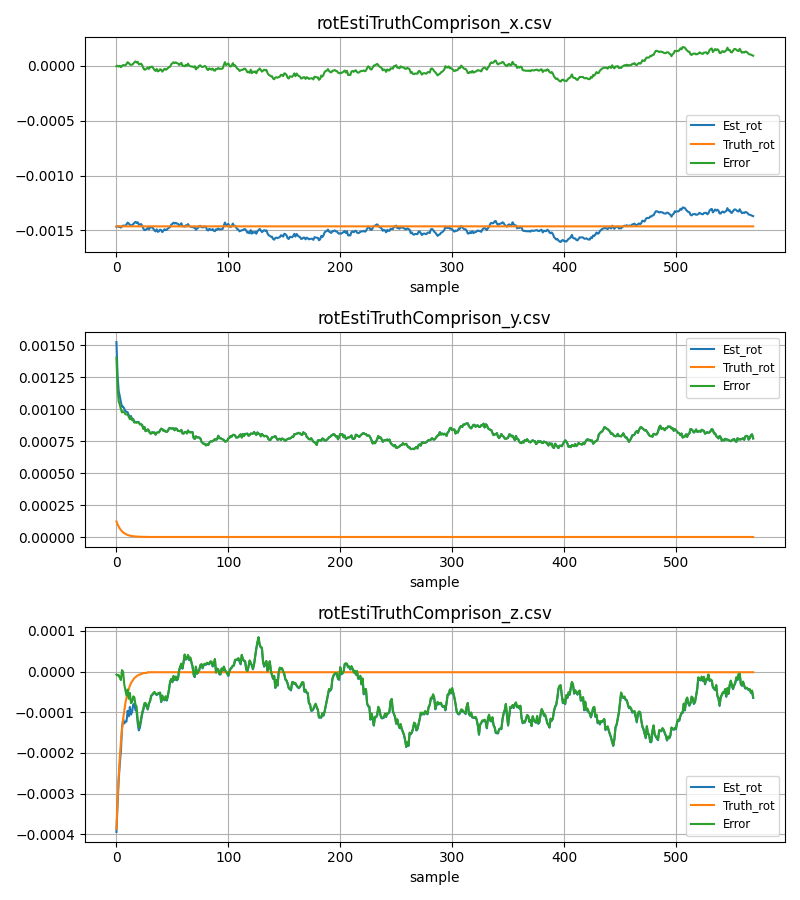 rotEstiTruthComprison_x.csv
0.0000
−0.0005
−0.0010
−0.0015
Est_rot
Truth_rot
Error
0 100 200 300 400 500
sample
rotEstiTruthComprison_y.csv
0.00150
0.00125
0.00100
0.00075
0.00050
0.00025
0.00000
Est_rot
Truth_rot
Error
0 100 200 300 400 500
sample
rotEstiTruthComprison_z.csv
0.0001
0.0000
−0.0001
−0.0002
−0.0003
−0.0004
Est_rot
Truth_rot
Error
0 100 200 300 400 500
sample